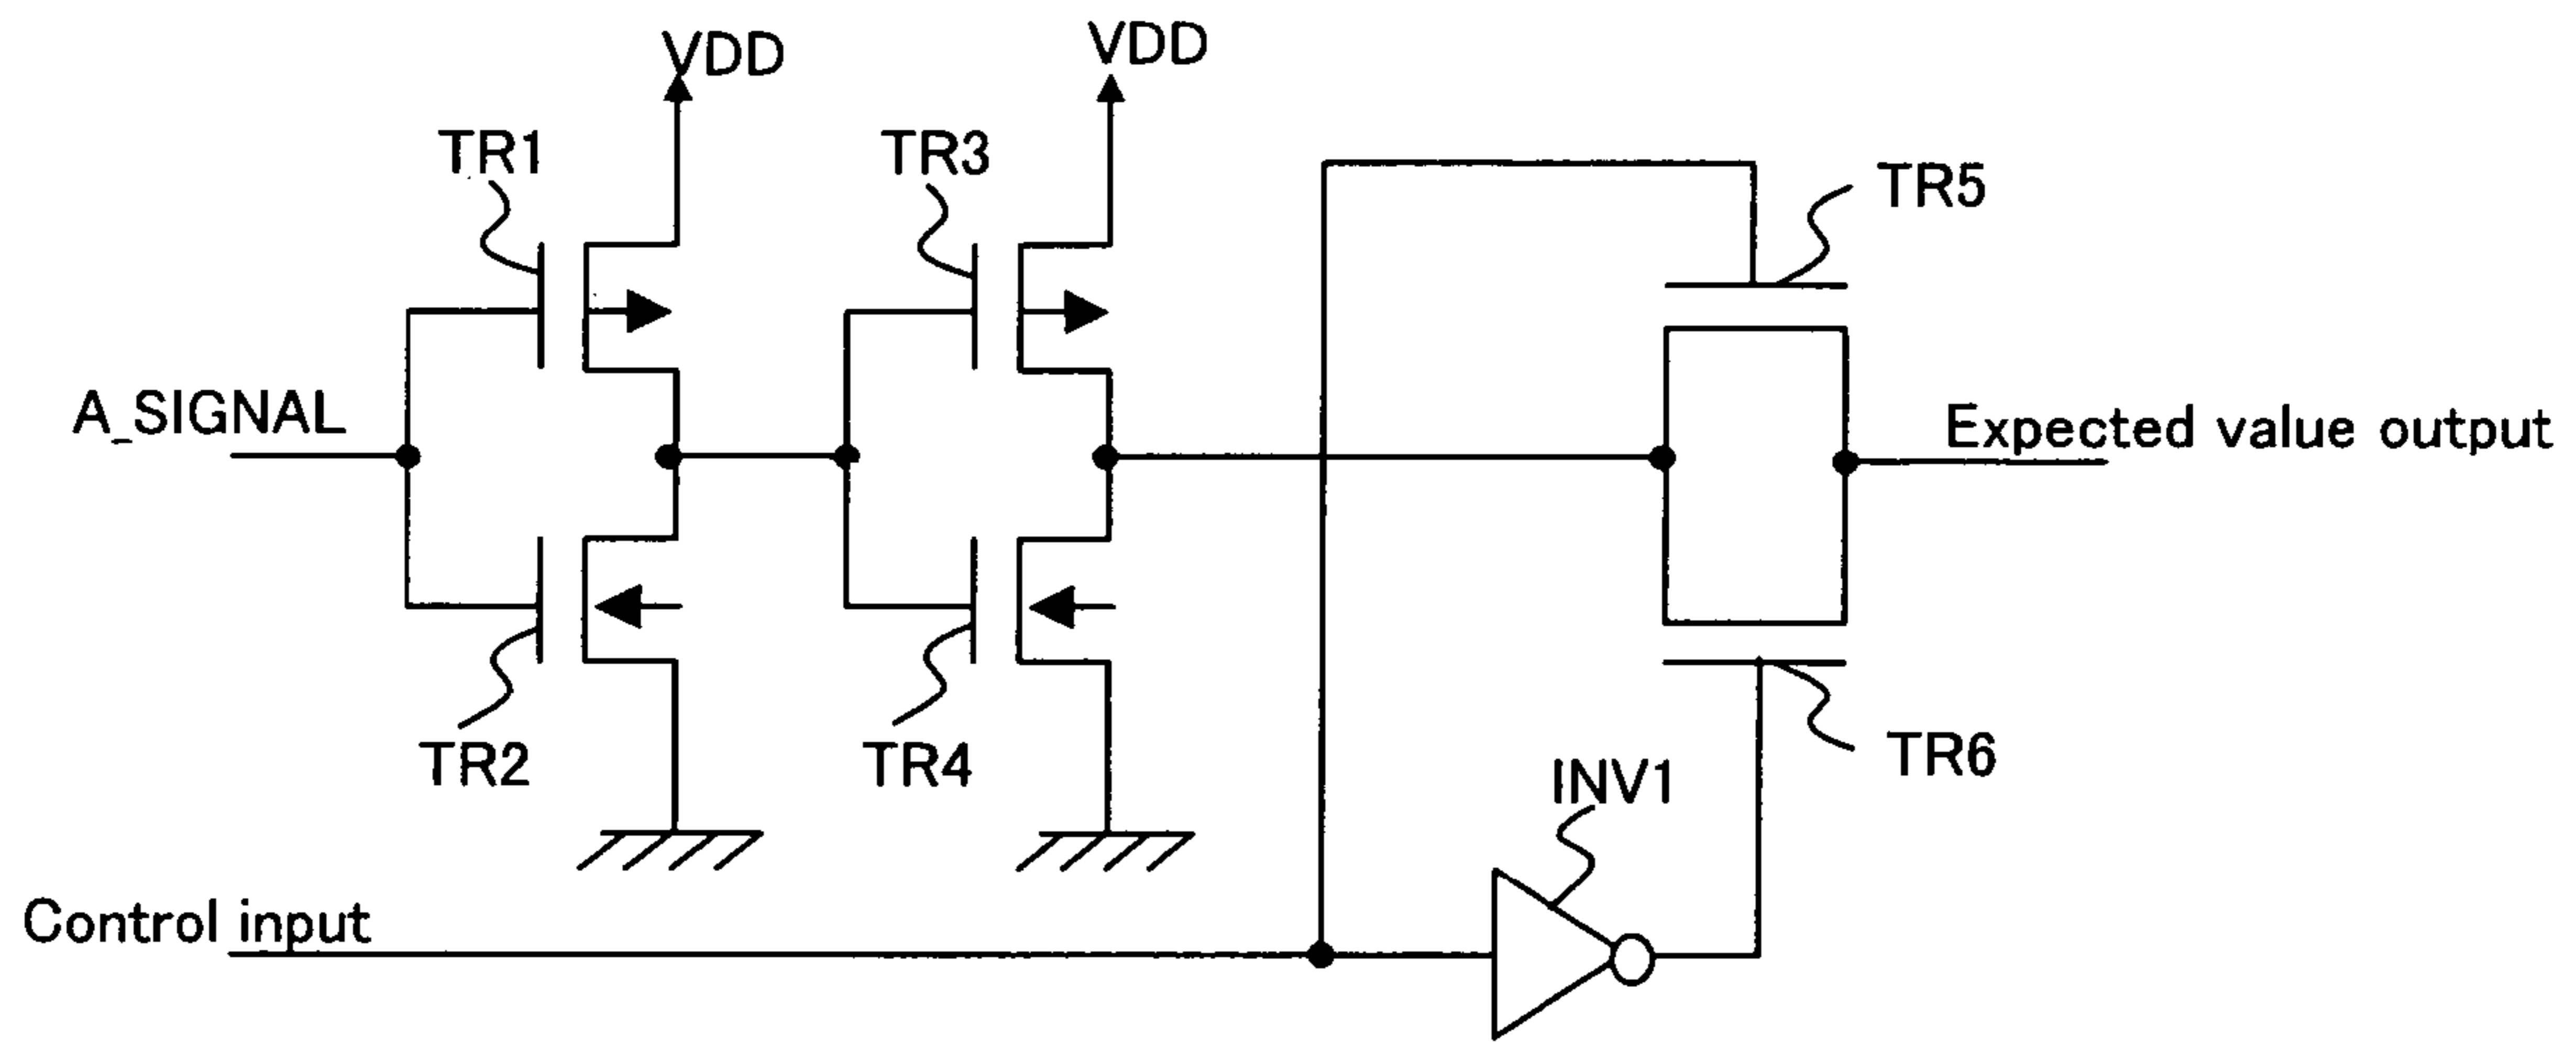 VDD
VDD
TR1
TR3
TR5
A_SIGNAL
Expected value output
TR2
TR4
TR6
INV1
Control input